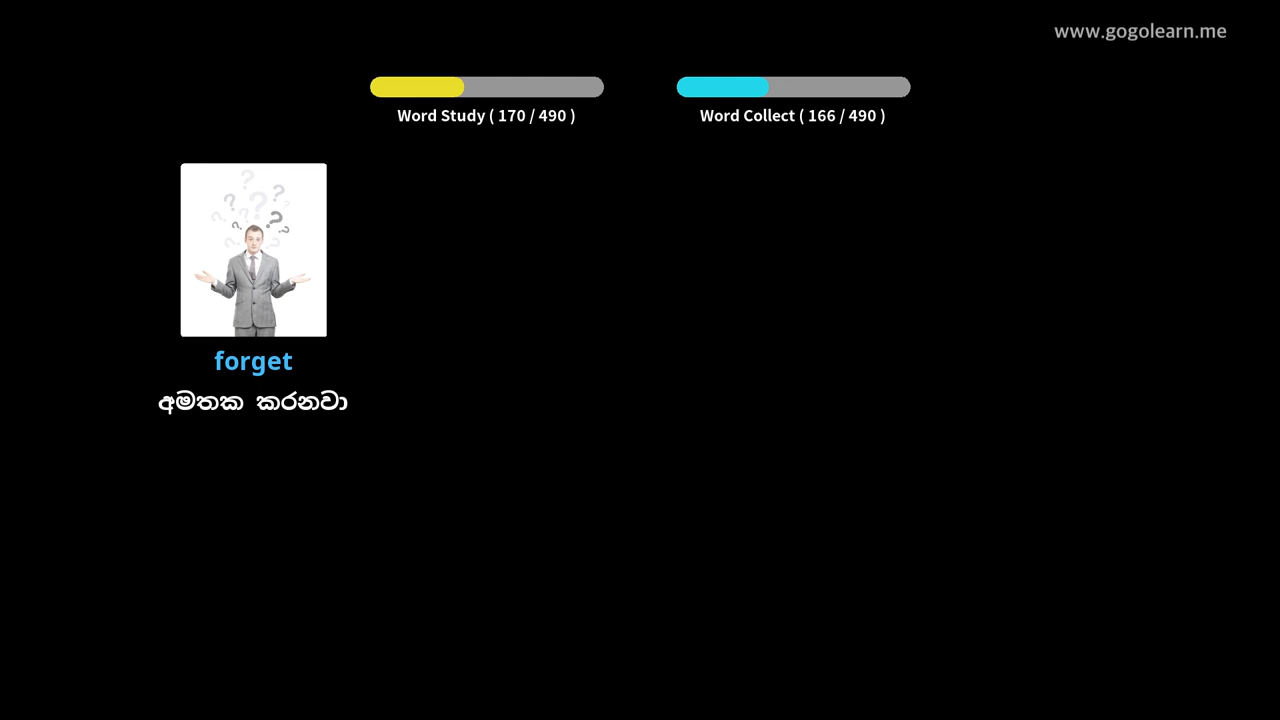 www.gogolearn.me
Word Study ( 170 / 490 )
Word Collect ( 166 / 490 )
forget
අමතක කරනවා